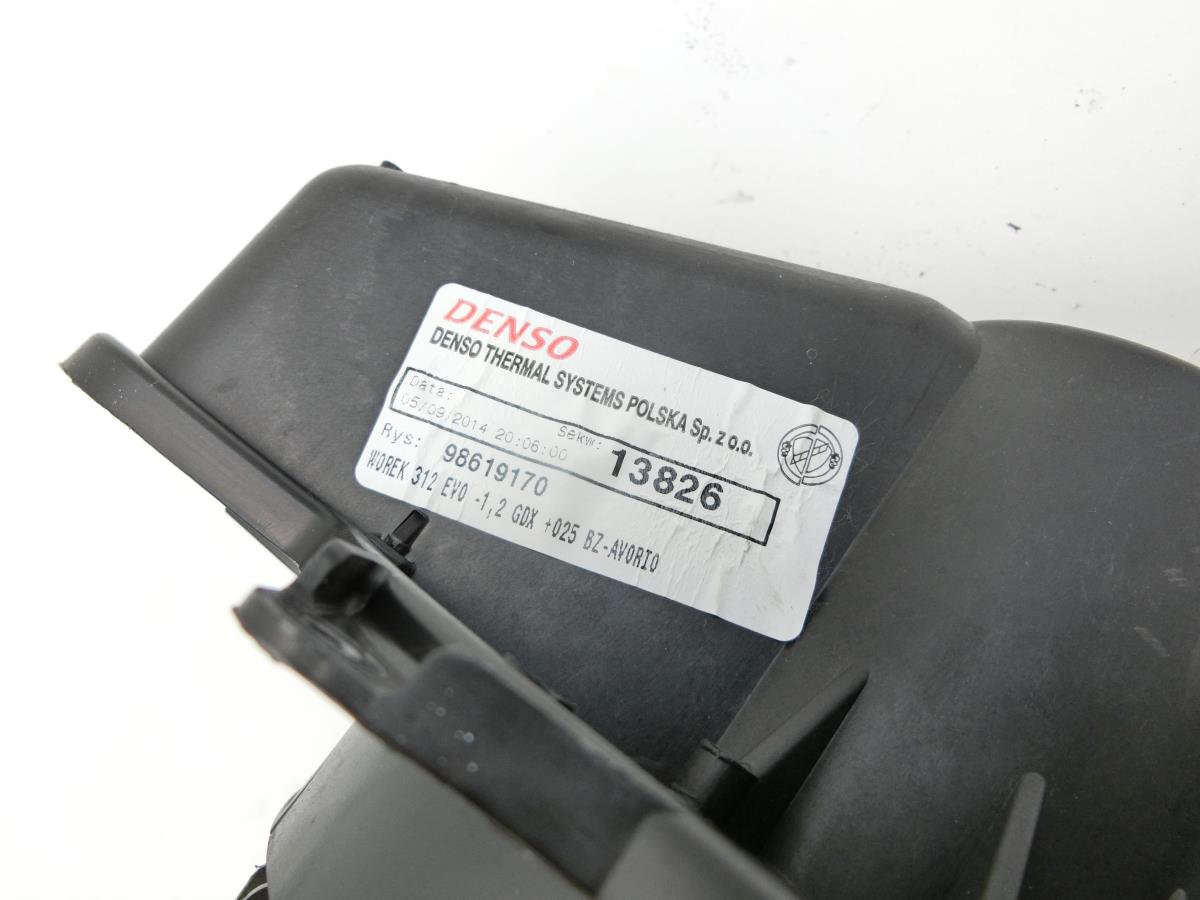 DENSO
DENSO THERMAL SYSTEMS POLSKA Sp. z o.o.
Data: Sekw: 13826
05/09/2014 20:06:00
Rys: 98619170
WOREK 312 EVO -1,2 GDX +025 BZ-AVORIO